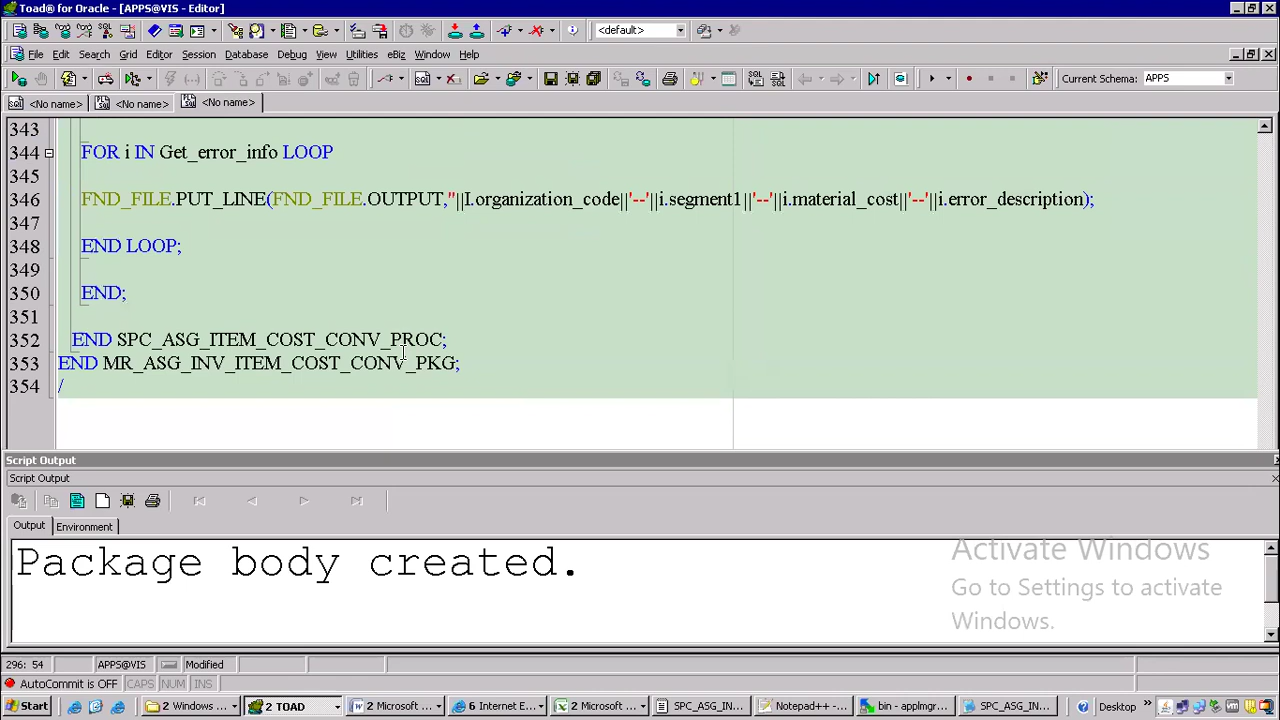 Toad® for Oracle - [APPS@VIS - Editor]
<default>
File Edit Search Grid Editor Session Database Debug View Utilities eBiz Window Help
Current Schema: APPS
<No name> <No name> <No name>
343
344 FOR i IN Get_error_info LOOP
345
346 FND_FILE.PUT_LINE(FND_FILE.OUTPUT,''||I.organization_code||'--'||i.segment1||'--'||i.material_cost||'--'||i.error_description);
347
348 END LOOP;
349
350 END;
351
352 END SPC_ASG_ITEM_COST_CONV_PROC;
353 END MR_ASG_INV_ITEM_COST_CONV_PKG;
354 /
Script Output
Script Output
Output Environment
Package body created.
Activate Windows
Go to Settings to activate
Windows.
296: 54 APPS@VIS Modified
AutoCommit is OFF CAPS NUM INS
Start 2 Windows ... 2 TOAD 2 Microsoft ... 6 Internet E... 2 Microsoft ... SPC_ASG_IN... Notepad++ -... bin - applmgr... SPC_ASG_IN... Desktop